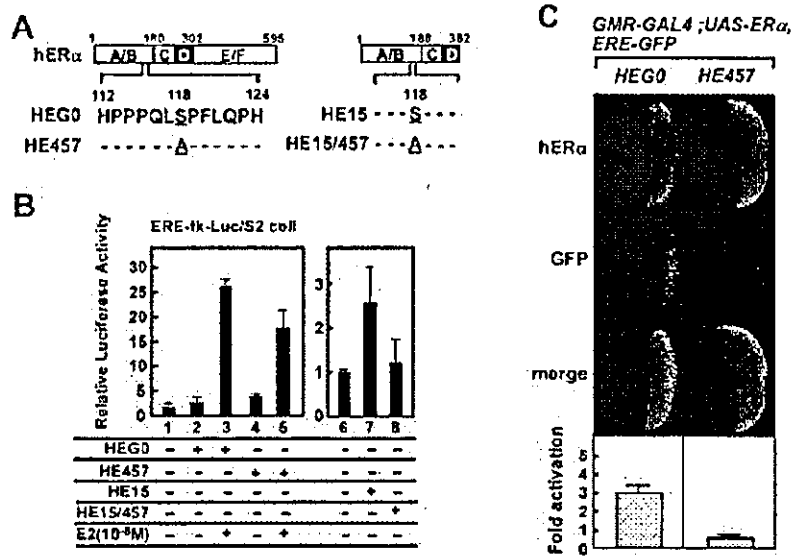 A
1 180 302 595
hERα A/B C D E/F
112 118 124
HEG0 HPPPQLSPFLQPH
HE457 ------A------
1 180 382
A/B C D
118
HE15 ---S----
HE15/457 ---A----
B
ERE-tk-Luc/S2 cell
Relative Luciferase Activity
30
25
20
15
10
5
0
3
2
1
0
1 2 3 4 5 6 7 8
HEG0 - + + - - - - -
HE457 - - - + + - - -
HE15 - - - - - - + -
HE15/457 - - - - - - - +
E2(10⁻⁸M) - - + - + - - -
C
GMR-GAL4 ;UAS-ERα,
ERE-GFP
HEG0 HE457
hERα
GFP
merge
Fold activation
5
4
3
2
1
0